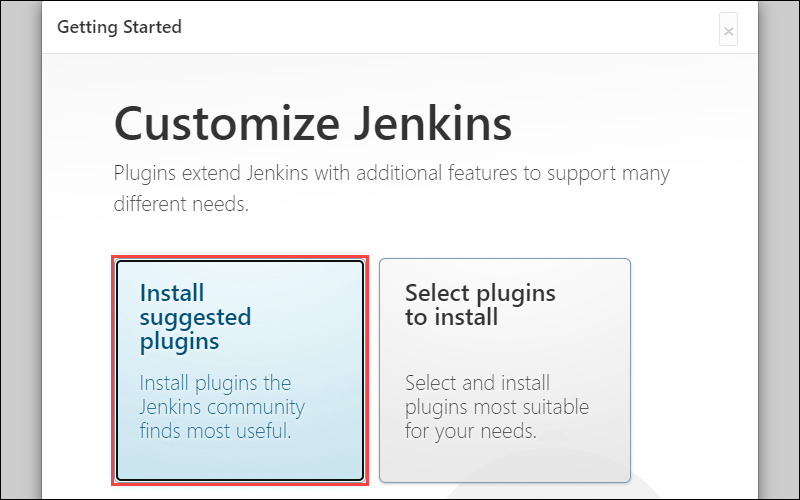 Getting Started
×
Customize Jenkins
Plugins extend Jenkins with additional features to support many
different needs.
Install
suggested
plugins
Install plugins the
Jenkins community
finds most useful.
Select plugins
to install
Select and install
plugins most suitable
for your needs.